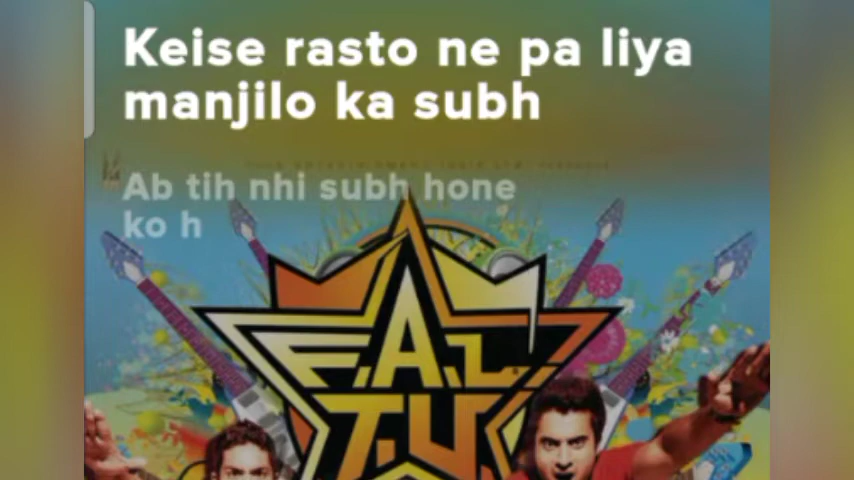 Keise rasto ne pa liya
manjilo ka subh
Ab tih nhi subh hone
ko h
F.A.L.
T.U